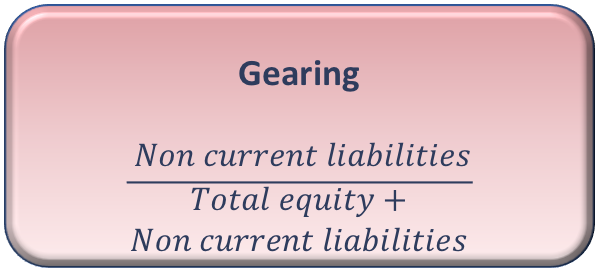 Gearing
Non current liabilities
Total equity +
Non current liabilities